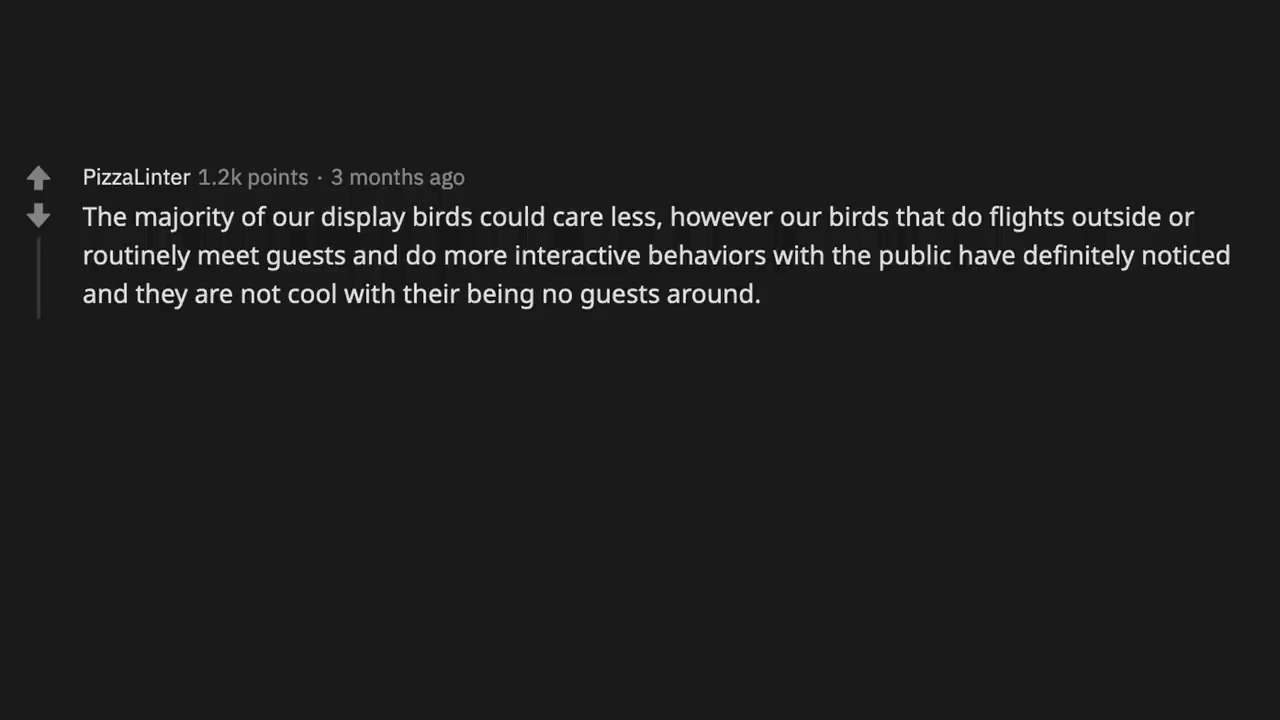 PizzaLinter 1.2k points · 3 months ago
The majority of our display birds could care less, however our birds that do flights outside or
routinely meet guests and do more interactive behaviors with the public have definitely noticed
and they are not cool with their being no guests around.